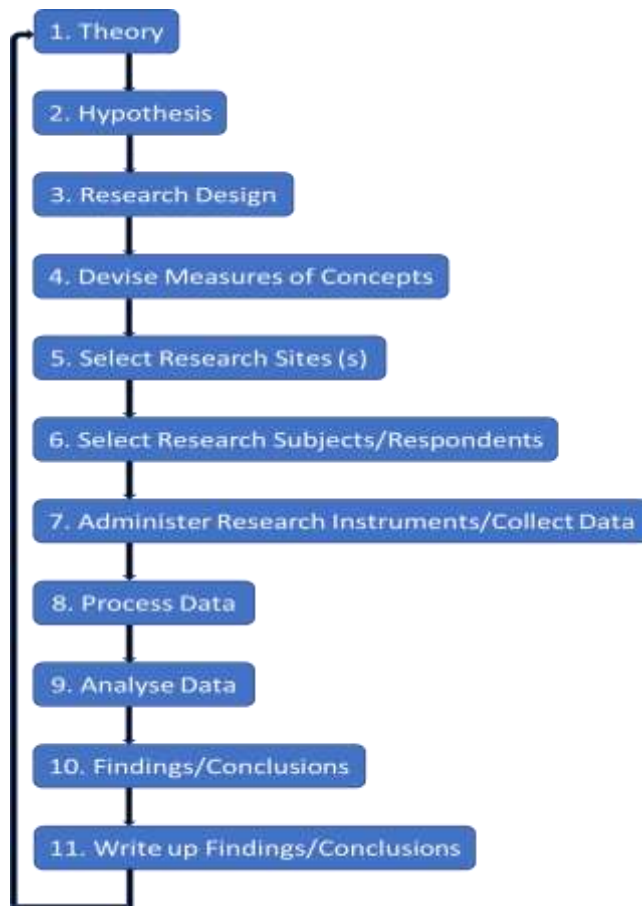 1. Theory
2. Hypothesis
3. Research Design
4. Devise Measures of Concepts
5. Select Research Sites (s)
6. Select Research Subjects/Respondents
7. Administer Research Instruments/Collect Data
8. Process Data
9. Analyse Data
10. Findings/Conclusions
11. Write up Findings/Conclusions